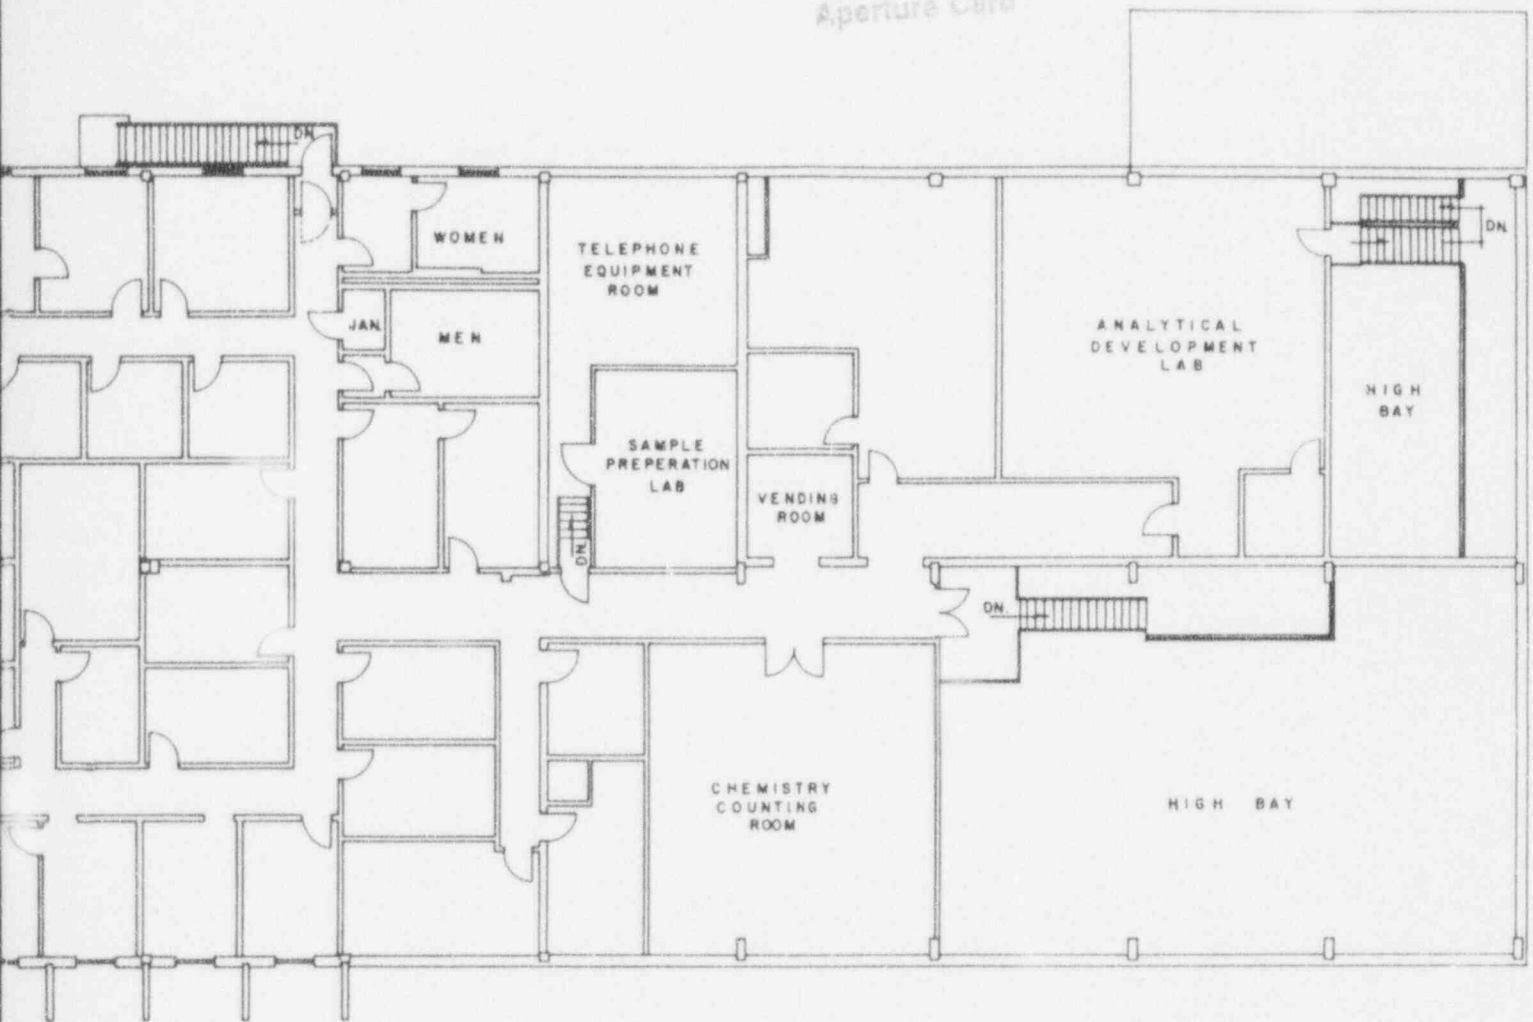 Aperture Card
DN.
WOMEN
TELEPHONE
EQUIPMENT
ROOM
DN.
JAN.
MEN
ANALYTICAL
DEVELOPMENT
LAB
HIGH
BAY
SAMPLE
PREPERATION
LAB
VENDING
ROOM
DN.
DN.
CHEMISTRY
COUNTING
ROOM
HIGH BAY